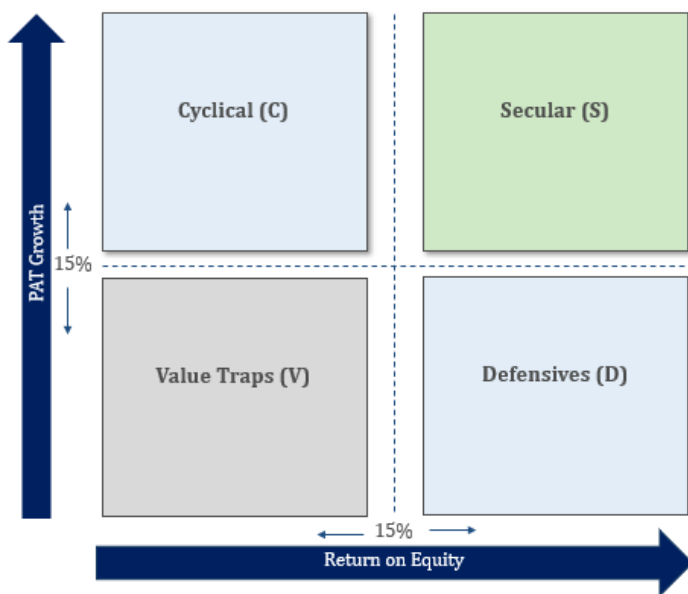 Cyclical (C)
Secular (S)
PAT Growth
15%
Value Traps (V)
Defensives (D)
15%
Return on Equity